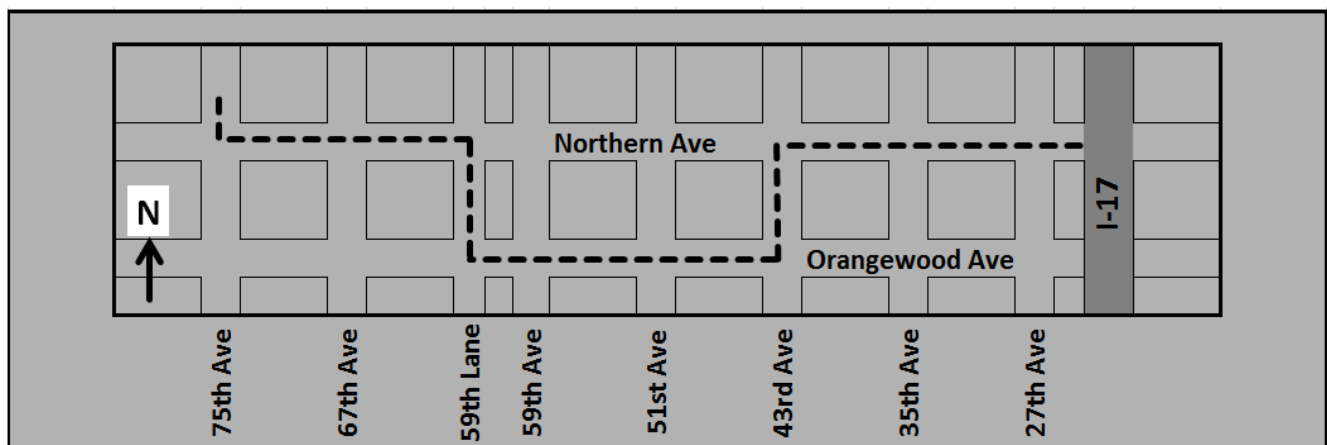 Northern Ave
N
I-17
Orangewood Ave
75th Ave
67th Ave
59th Lane
59th Ave
51st Ave
43rd Ave
35th Ave
27th Ave